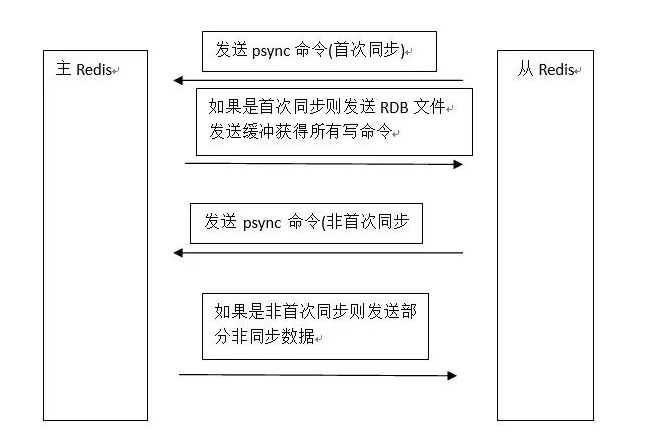 发送 psync 命令(首次同步)
主 Redis
从 Redis
如果是首次同步则发送 RDB 文件
发送缓冲获得所有写命令
发送 psync 命令(非首次同步
如果是非首次同步则发送部
分非同步数据